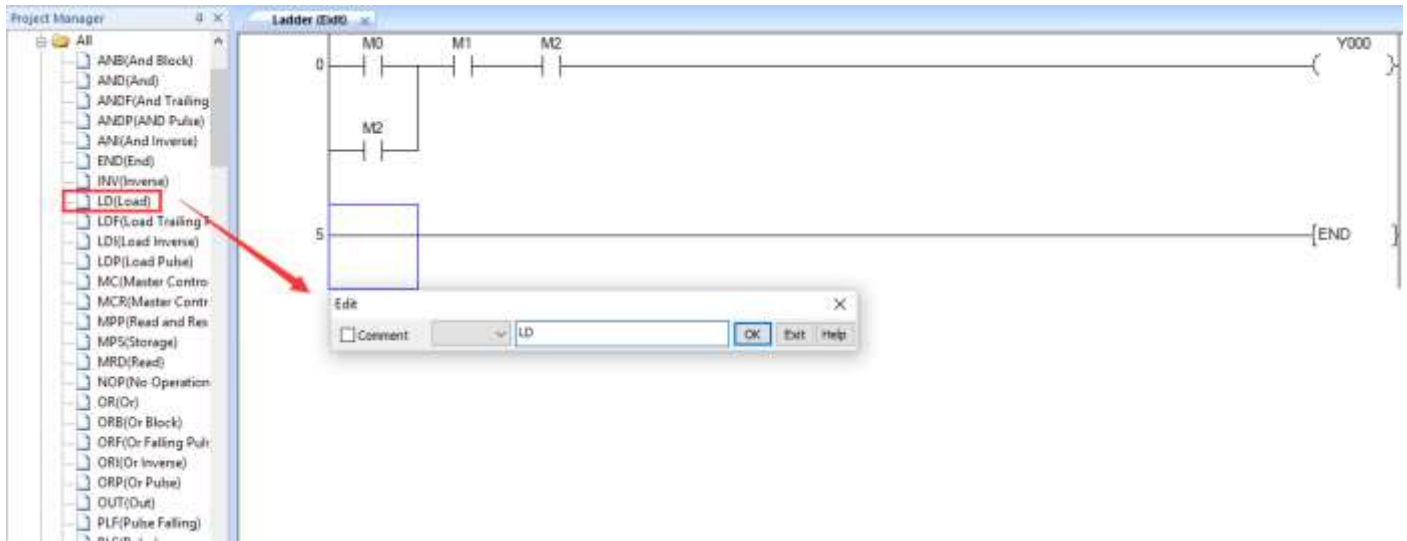 Project Manager
All
ANB(And Block)
AND(And)
ANDF(And Trailing
ANDP(AND Pulse)
ANI(And Inverse)
END(End)
INV(Inverse)
LD(Load)
LDF(Load Trailing
LDI(Load Inverse)
LDP(Load Pulse)
MC(Master Contro
MCR(Master Contr
MPP(Read and Res
MPS(Storage)
MRD(Read)
NOP(No Operation
OR(Or)
ORB(Or Block)
ORF(Or Falling Puls
ORI(Or Inverse)
ORP(Or Pulse)
OUT(Out)
PLF(Pulse Falling)
Ladder (Edit)
M0 M1 M2 Y000
0
M2
5 END
Edit
Comment LD OK Exit Help